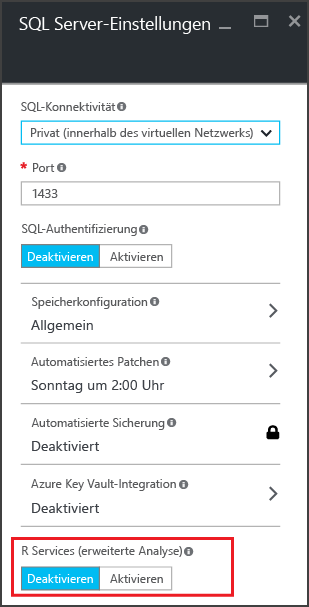 SQL Server-Einstellungen
SQL-Konnektivität
Privat (innerhalb des virtuellen Netzwerks)
* Port
1433
SQL-Authentifizierung
Deaktivieren Aktivieren
Speicherkonfiguration
Allgemein
Automatisiertes Patchen
Sonntag um 2:00 Uhr
Automatisierte Sicherung
Deaktiviert
Azure Key Vault-Integration
Deaktiviert
R Services (erweiterte Analyse)
Deaktivieren Aktivieren